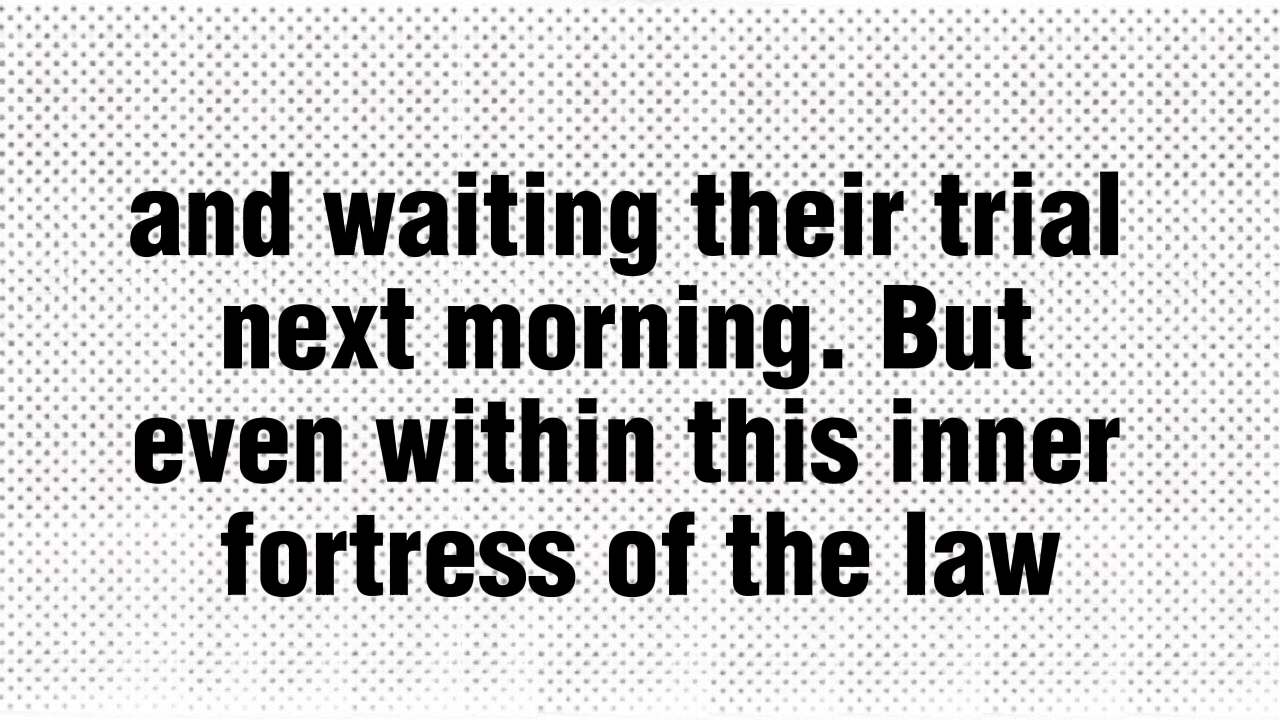 and waiting their trial
next morning. But
even within this inner
fortress of the law